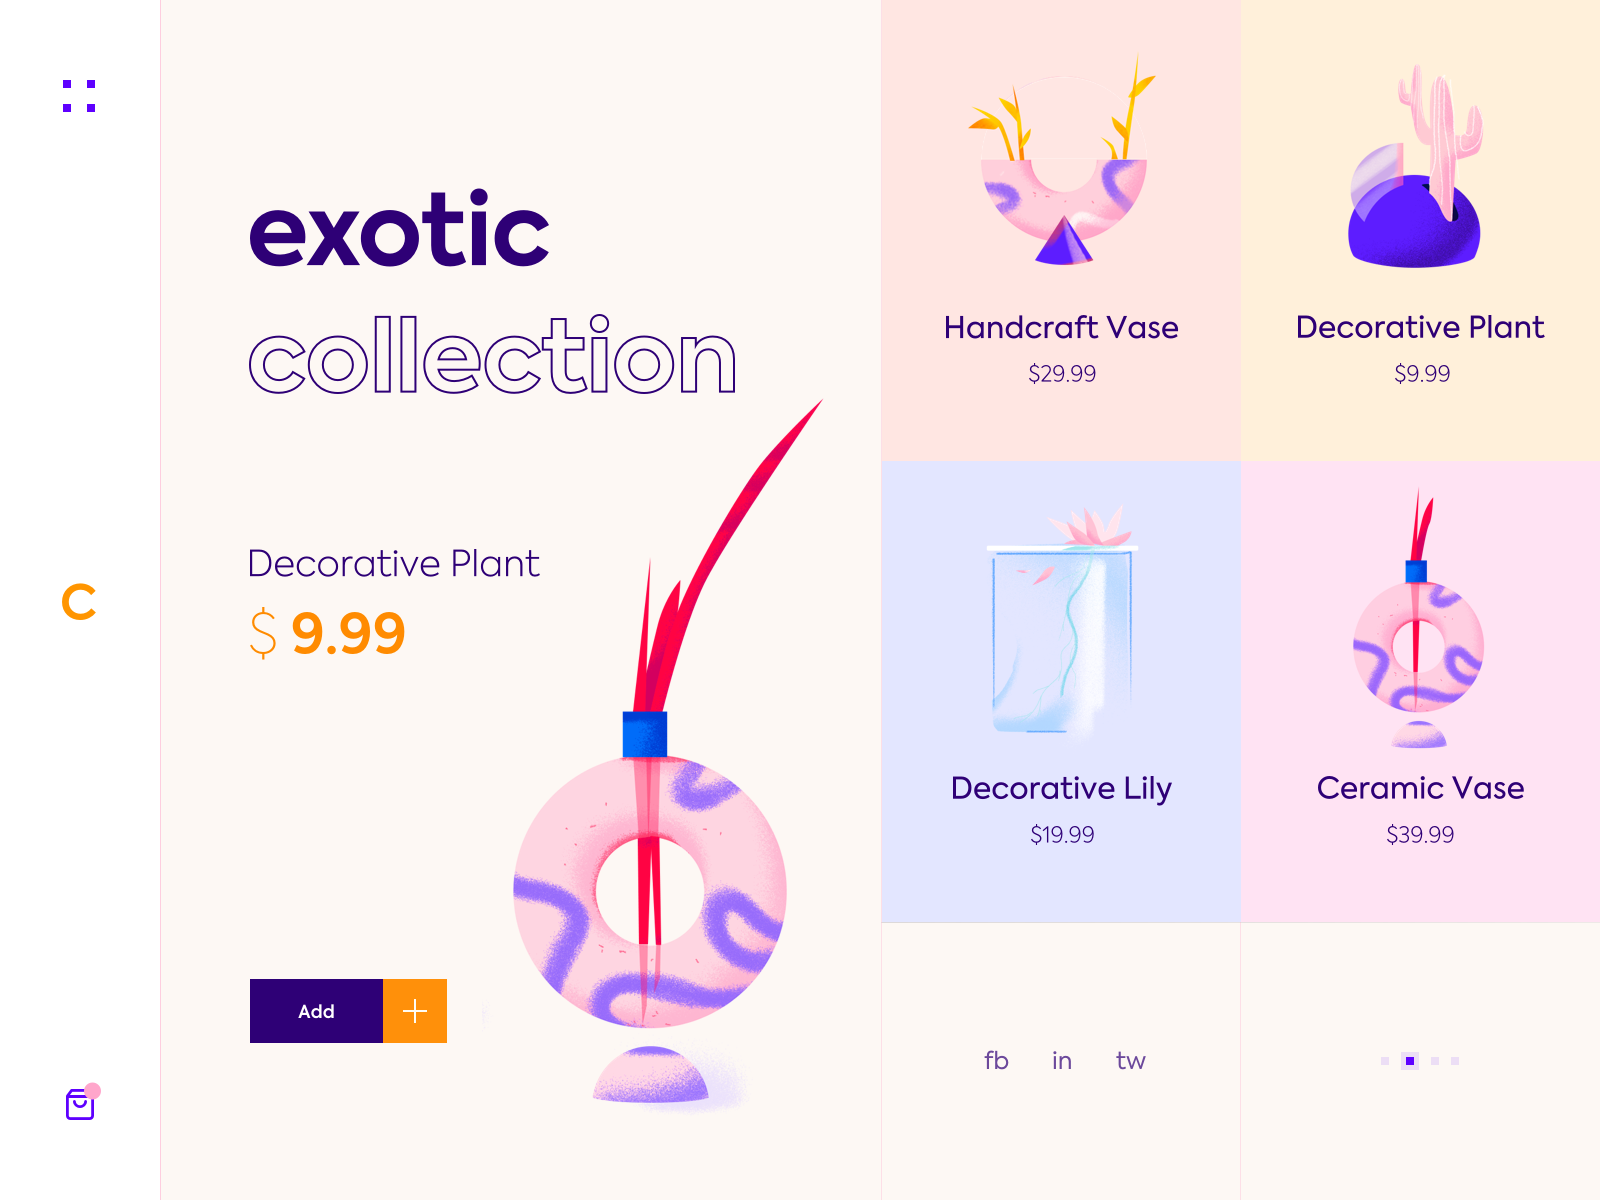 exotic
collection
Decorative Plant
$ 9.99
C
Add
Handcraft Vase
$29.99
Decorative Plant
$9.99
Decorative Lily
$19.99
Ceramic Vase
$39.99
fb in tw